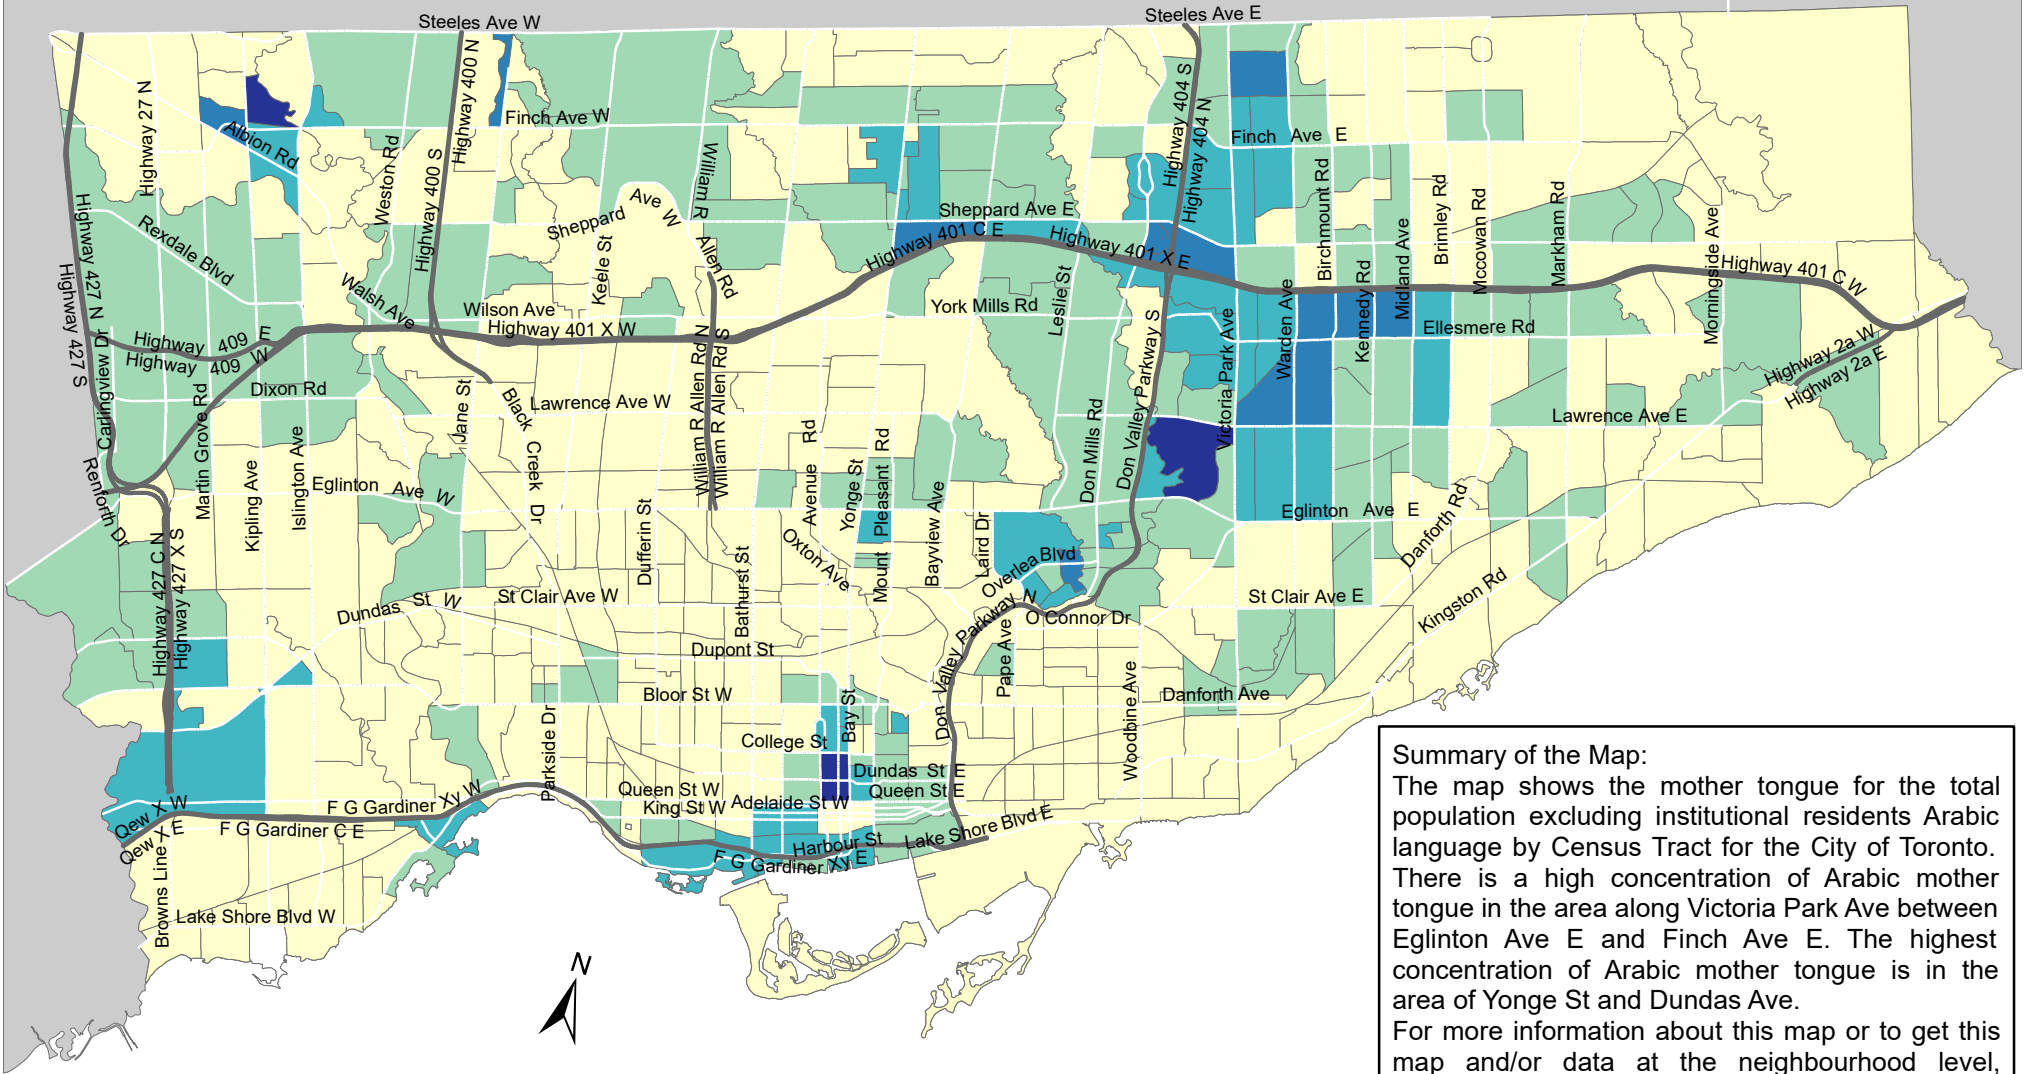 Steeles Ave W
Steeles Ave E
Highway 27 N
Albion Rd
Weston Rd
Highway 400 N
Highway 400 S
Finch Ave W
William R
Allen Rd
Highway 404 S
Highway 404 N
Finch Ave E
Birchmount Rd
Midland Ave
Brimley Rd
Mccowan Rd
Markham Rd
Morningside Ave
Highway 427 N
Highway 427 S
Rexdale Blvd
Walsh Ave
Sheppard Ave W
Keele St
Sheppard Ave E
Highway 401 C E
Highway 401 X E
Highway 401 C W
Leslie St
York Mills Rd
Wilson Ave
Highway 401 X W
Highway 409 E
Highway 409 W
Carlingview Dr
Martin Grove Rd
Dixon Rd
Jane St
Black Creek Dr
Lawrence Ave W
William R Allen Rd N
William R Allen Rd S
Don Valley Parkway S
Victoria Park Ave
Warden Ave
Kennedy Rd
Ellesmere Rd
Highway 2a W
Highway 2a E
Lawrence Ave E
Renforth Dr
Kipling Ave
Islington Ave
Eglinton Ave W
Dufferin St
Bathurst St
Avenue Rd
Oxton Ave
Yonge St
Mount Pleasant Rd
Bayview Ave
Laird Dr
Don Mills Rd
Overlea Blvd
Eglinton Ave E
Danforth Rd
Kingston Rd
Highway 427 C N
Highway 427 X S
Dundas St W
St Clair Ave W
St Clair Ave E
Don Valley Parkway N
O Connor Dr
Pape Ave
Dupont St
Bloor St W
Bay St
Woodbine Ave
Danforth Ave
Parkside Dr
College St
Dundas St E
Queen St W
Queen St E
King St W
Adelaide St W
F G Gardiner Xy W
F G Gardiner C E
Qew X W
Qew X E
Harbour St
Lake Shore Blvd E
F G Gardiner Xy E
Browns Line
Lake Shore Blvd W
N
Summary of the Map:
The map shows the mother tongue for the total
population excluding institutional residents Arabic
language by Census Tract for the City of Toronto.
There is a high concentration of Arabic mother
tongue in the area along Victoria Park Ave between
Eglinton Ave E and Finch Ave E. The highest
concentration of Arabic mother tongue is in the
area of Yonge St and Dundas Ave.
For more information about this map or to get this
map and/or data at the neighbourhood level,